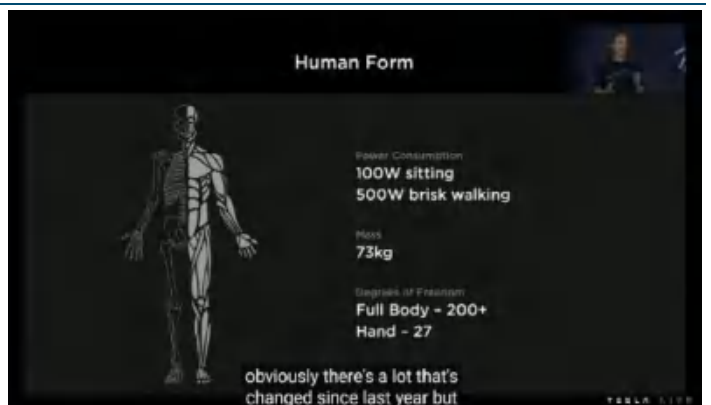 Human Form
Power Consumption
100W sitting
500W brisk walking
Mass
73kg
Degrees of Freedom
Full Body - 200+
Hand - 27
obviously there's a lot that's
changed since last year but
TESLA LIVE